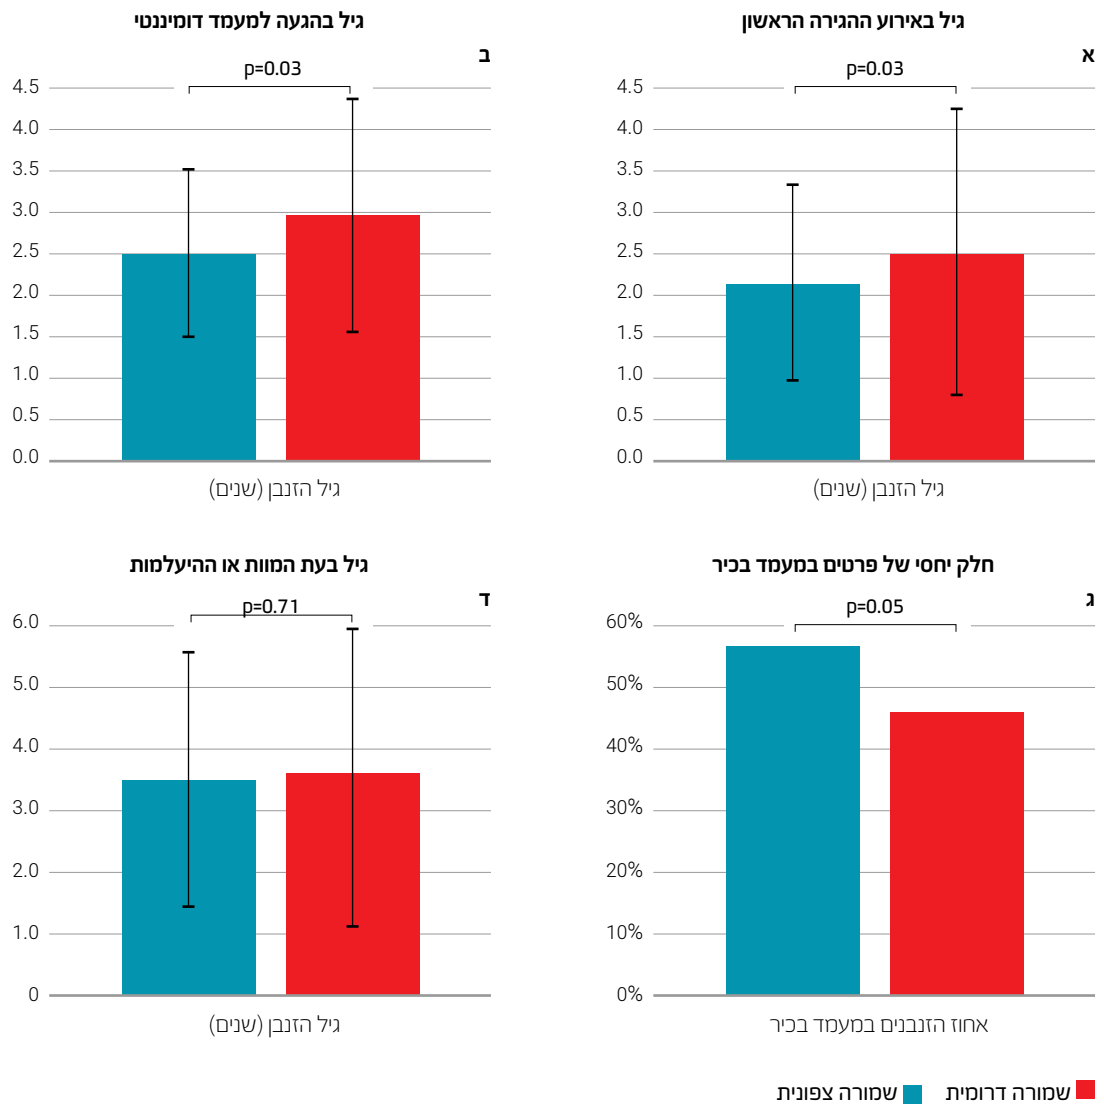 גיל באירוע ההגירה הראשון
א
p=0.03
4.5
4.0
3.5
3.0
2.5
2.0
1.5
1.0
0.5
0.0
גיל הזנבן (שנים)
גיל בהגעה למעמד דומיננטי
ב
p=0.03
4.5
4.0
3.5
3.0
2.5
2.0
1.5
1.0
0.5
0.0
גיל הזנבן (שנים)
חלק יחסי של פרטים במעמד בכיר
ג
p=0.05
60%
50%
40%
30%
20%
10%
0%
אחוז הזנבנים במעמד בכיר
גיל בעת המוות או ההיעלמות
ד
p=0.71
6.0
5.0
4.0
3.0
2.0
1.0
0
גיל הזנבן (שנים)
שמורה דרומית שמורה צפונית